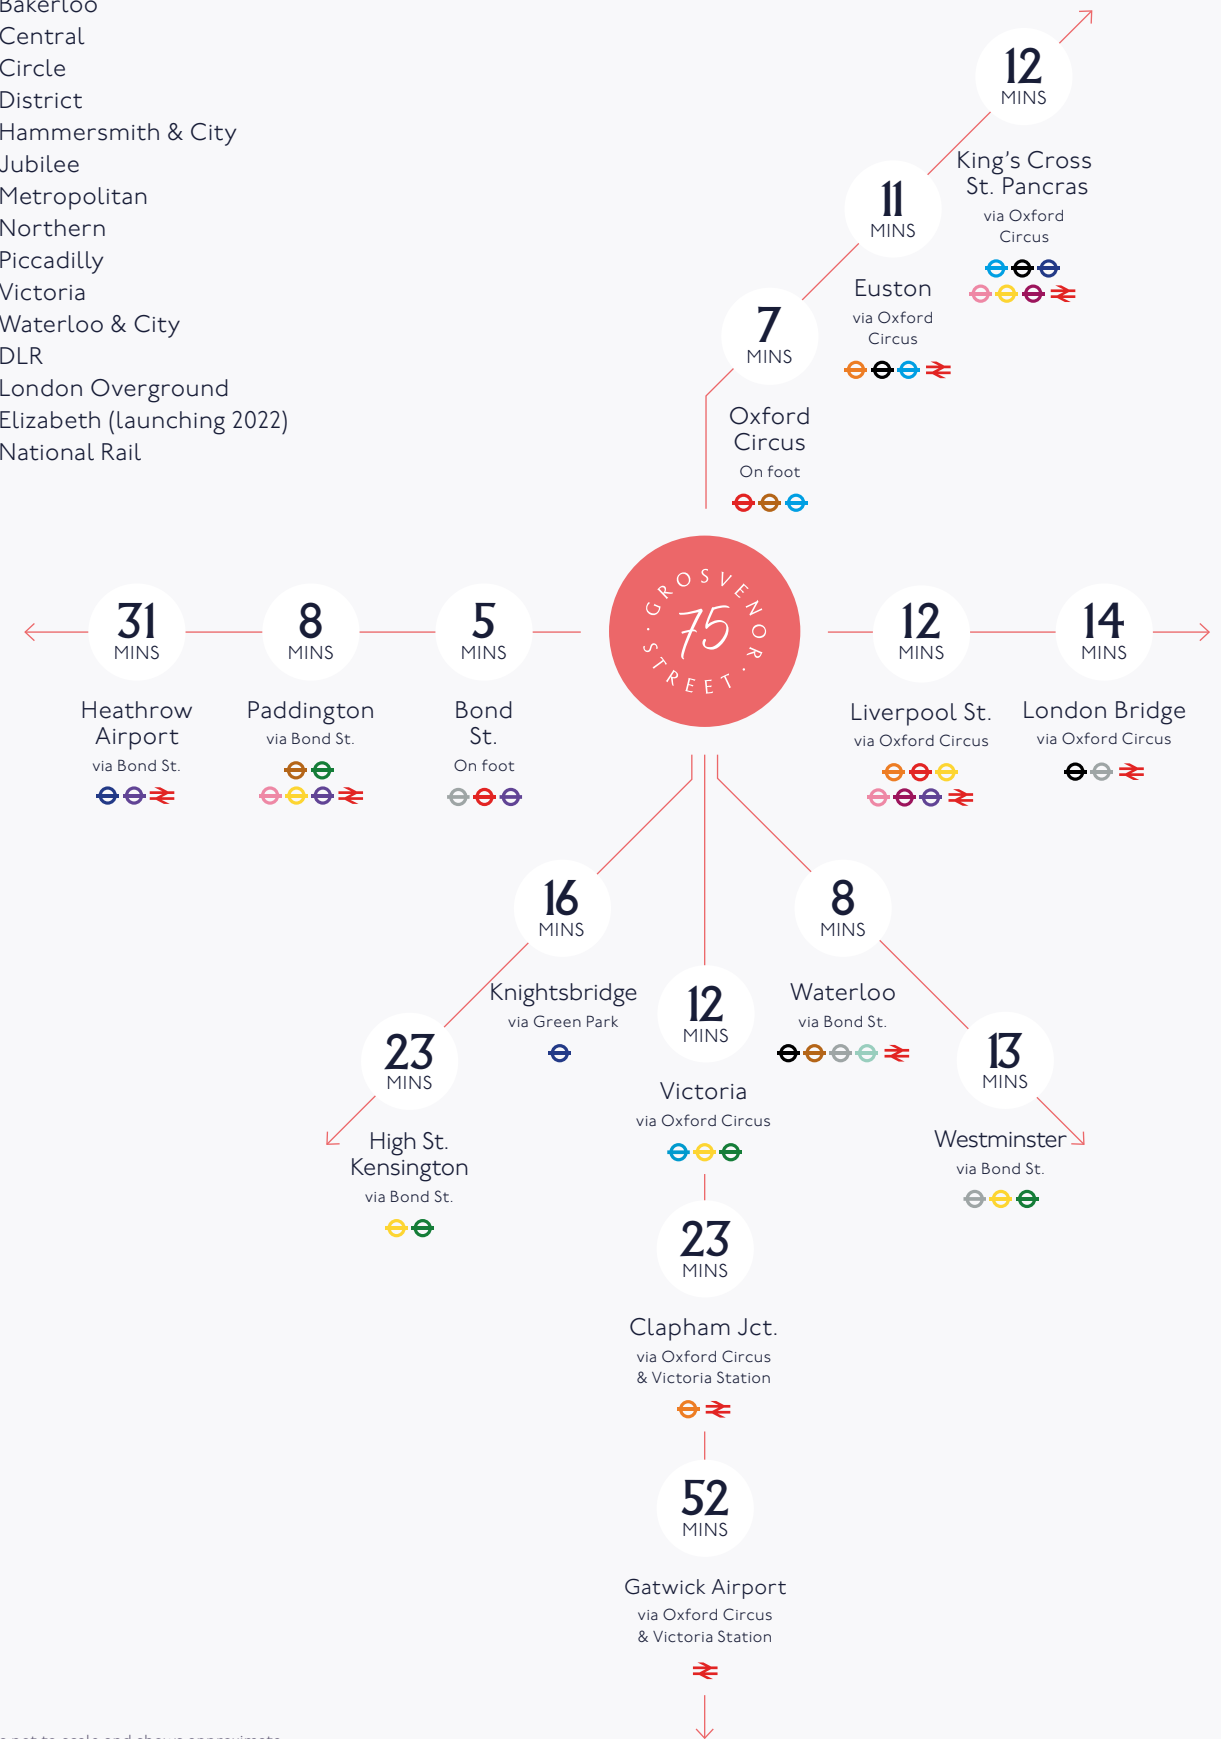 Bakerloo
Central
Circle
District
Hammersmith & City
Jubilee
Metropolitan
Northern
Piccadilly
Victoria
Waterloo & City
DLR
London Overground
Elizabeth (launching 2022)
National Rail
12
MINS
King's Cross
St. Pancras
via Oxford
Circus
11
MINS
Euston
via Oxford
Circus
7
MINS
Oxford
Circus
On foot
GROSVENOR
75
STREET
31
MINS
Heathrow
Airport
via Bond St.
8
MINS
Paddington
via Bond St.
5
MINS
Bond
St.
On foot
12
MINS
Liverpool St.
via Oxford Circus
14
MINS
London Bridge
via Oxford Circus
16
MINS
Knightsbridge
via Green Park
23
MINS
High St.
Kensington
via Bond St.
12
MINS
Victoria
via Oxford Circus
8
MINS
Waterloo
via Bond St.
13
MINS
Westminster
via Bond St.
23
MINS
Clapham Jct.
via Oxford Circus
& Victoria Station
52
MINS
Gatwick Airport
via Oxford Circus
& Victoria Station
not to scale and shown approximate